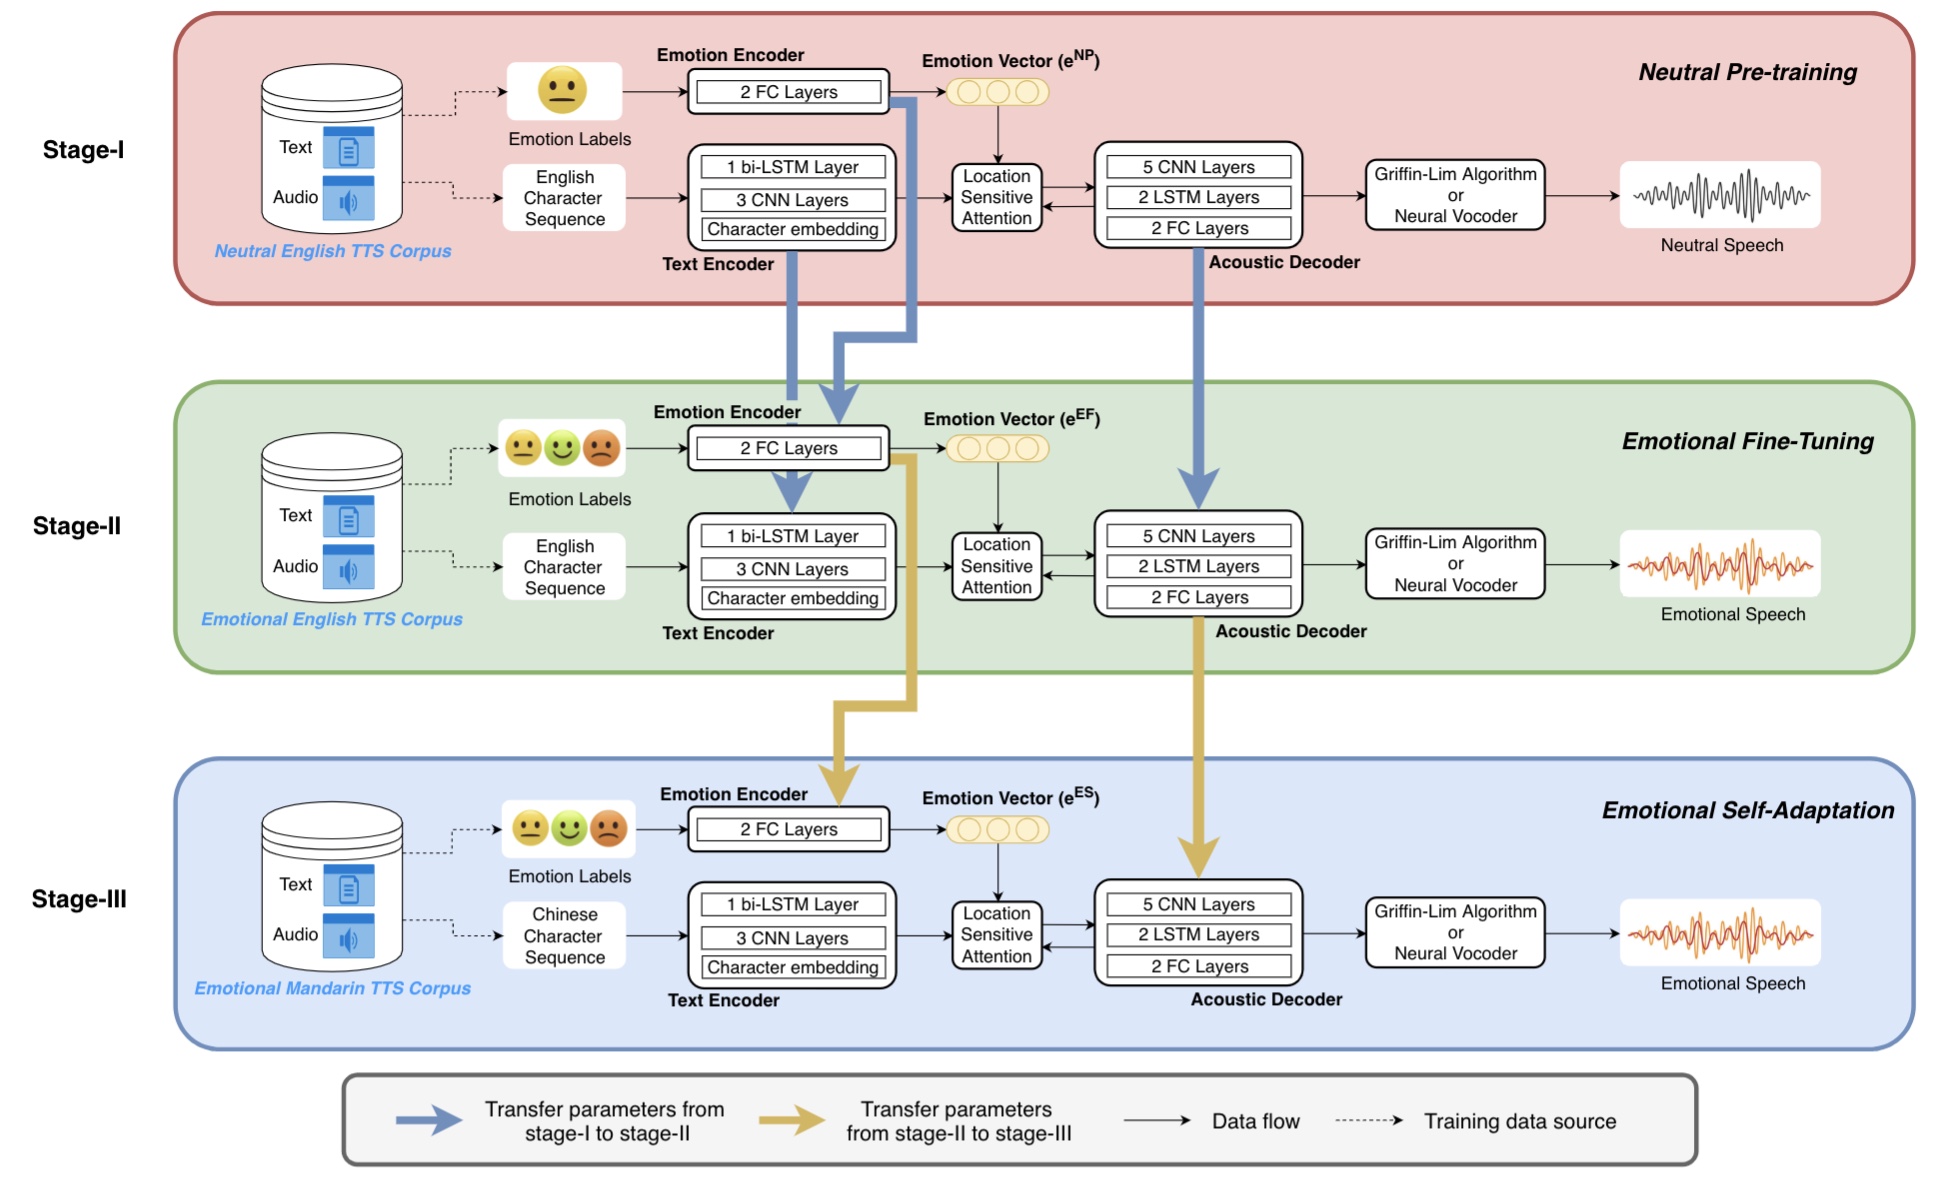 Stage-I
Neutral Pre-training
Text
Audio
Neutral English TTS Corpus
Emotion Labels
English
Character
Sequence
Emotion Encoder
2 FC Layers
1 bi-LSTM Layer
3 CNN Layers
Character embedding
Text Encoder
Emotion Vector (eNP)
Location
Sensitive
Attention
5 CNN Layers
2 LSTM Layers
2 FC Layers
Acoustic Decoder
Griffin-Lim Algorithm
or
Neural Vocoder
Neutral Speech
Stage-II
Emotional Fine-Tuning
Text
Audio
Emotional English TTS Corpus
Emotion Labels
English
Character
Sequence
Emotion Encoder
2 FC Layers
1 bi-LSTM Layer
3 CNN Layers
Character embedding
Text Encoder
Emotion Vector (eEF)
Location
Sensitive
Attention
5 CNN Layers
2 LSTM Layers
2 FC Layers
Acoustic Decoder
Griffin-Lim Algorithm
or
Neural Vocoder
Emotional Speech
Stage-III
Emotional Self-Adaptation
Text
Audio
Emotional Mandarin TTS Corpus
Emotion Labels
Chinese
Character
Sequence
Emotion Encoder
2 FC Layers
1 bi-LSTM Layer
3 CNN Layers
Character embedding
Text Encoder
Emotion Vector (eES)
Location
Sensitive
Attention
5 CNN Layers
2 LSTM Layers
2 FC Layers
Acoustic Decoder
Griffin-Lim Algorithm
or
Neural Vocoder
Emotional Speech
Transfer parameters from
stage-I to stage-II
Transfer parameters
from stage-II to stage-III
Data flow
Training data source